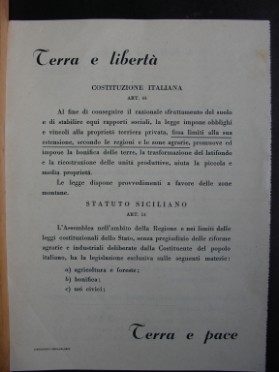 Terra e libertà
COSTITUZIONE ITALIANA
ART. 44
Al fine di conseguire il razionale sfruttamento del suolo
e di stabilire equi rapporti sociali, la legge impone obblighi
e vincoli alla proprietà terriera privata, fissa limiti alla sua
estensione, secondo le regioni e le zone agrarie, promuove ed
impone la bonifica delle terre, la trasformazione del latifondo
e la ricostruzione delle unità produttive, aiuta la piccola e
media proprietà.
La legge dispone provvedimenti a favore delle zone
montane.
STATUTO SICILIANO
ART. 14
L'Assemblea nell'ambito della Regione e nei limiti delle
leggi costituzionali dello Stato, senza pregiudizio delle riforme
agrarie e industriali deliberate dalla Costituente del popolo
italiano, ha la legislazione esclusiva sulle seguenti materie:
a) agricoltura e foreste;
b) bonifica;
c) usi civici;
Terra e pace